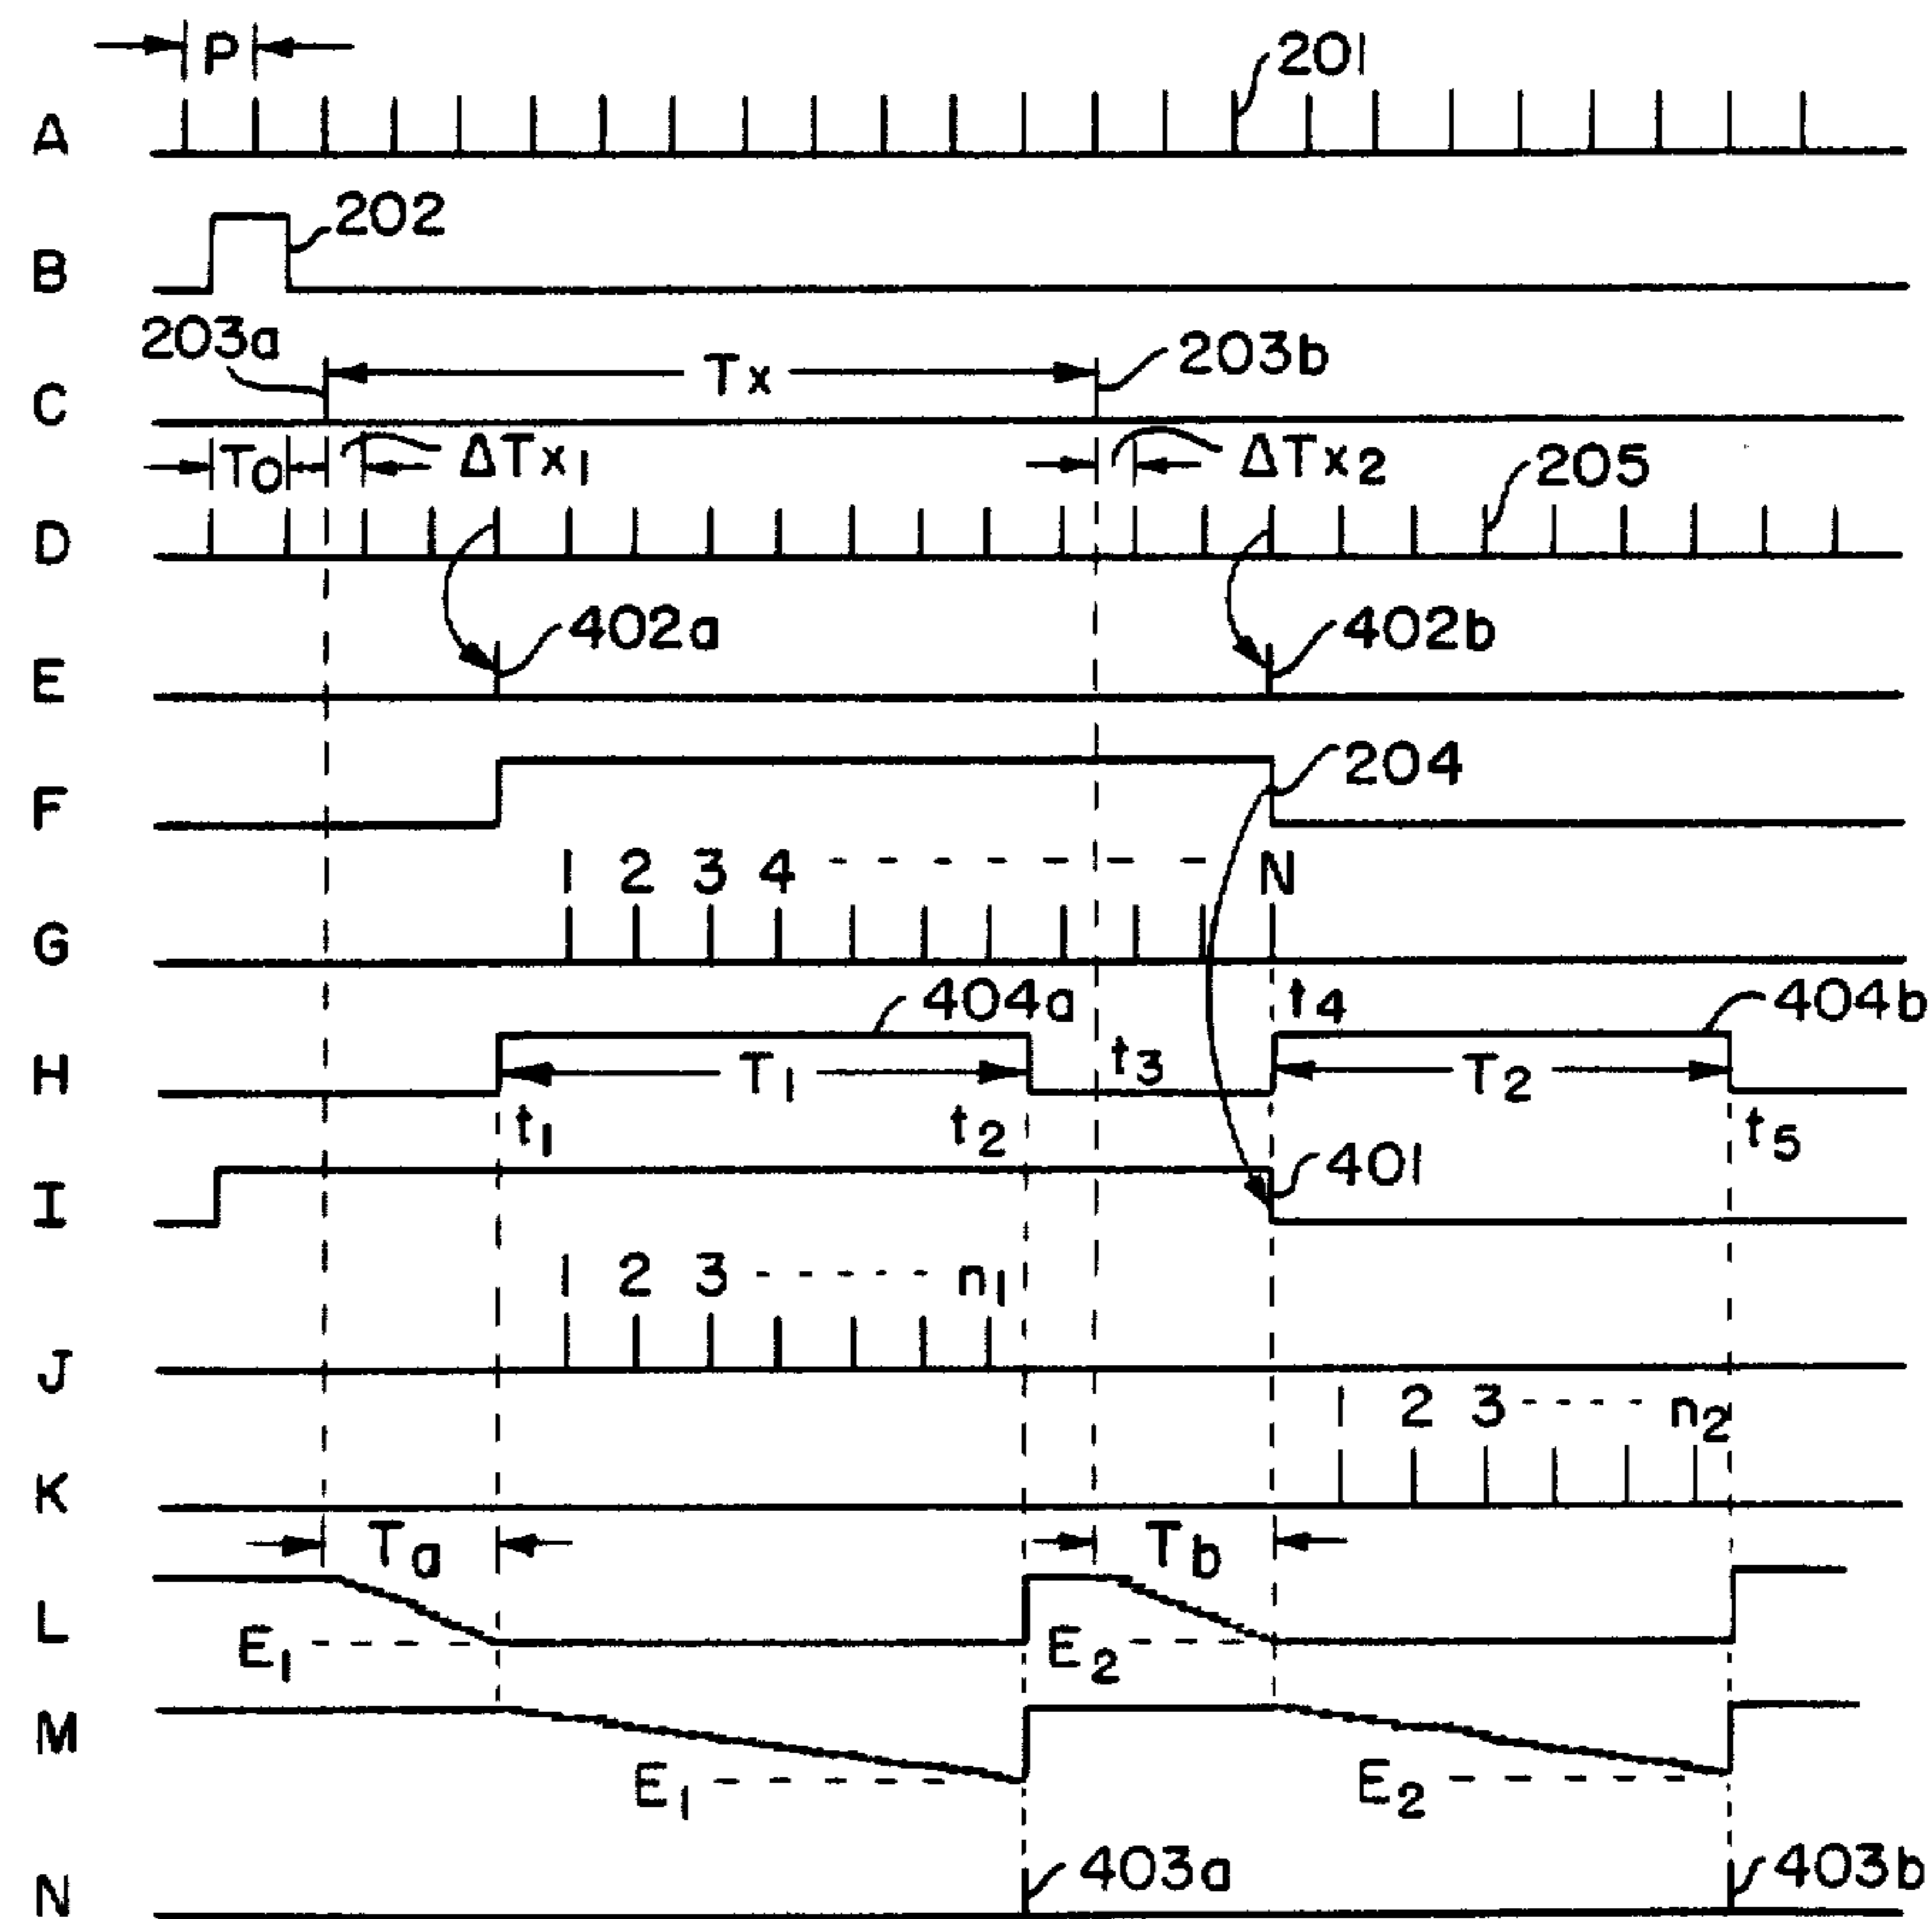 P
201
A
202
B
203a
Tx
203b
C
T0
ΔTx1
ΔTx2
205
D
402a
402b
E
204
F
1 2 3 4 - - - - - - - N
G
404a
t4
404b
H
T1
t3
T2
t1
t2
t5
401
I
1 2 3 - - - - - n1
J
1 2 3 - - - - n2
K
Ta
Tb
L
E1
E2
M
E1
E2
403a
403b
N